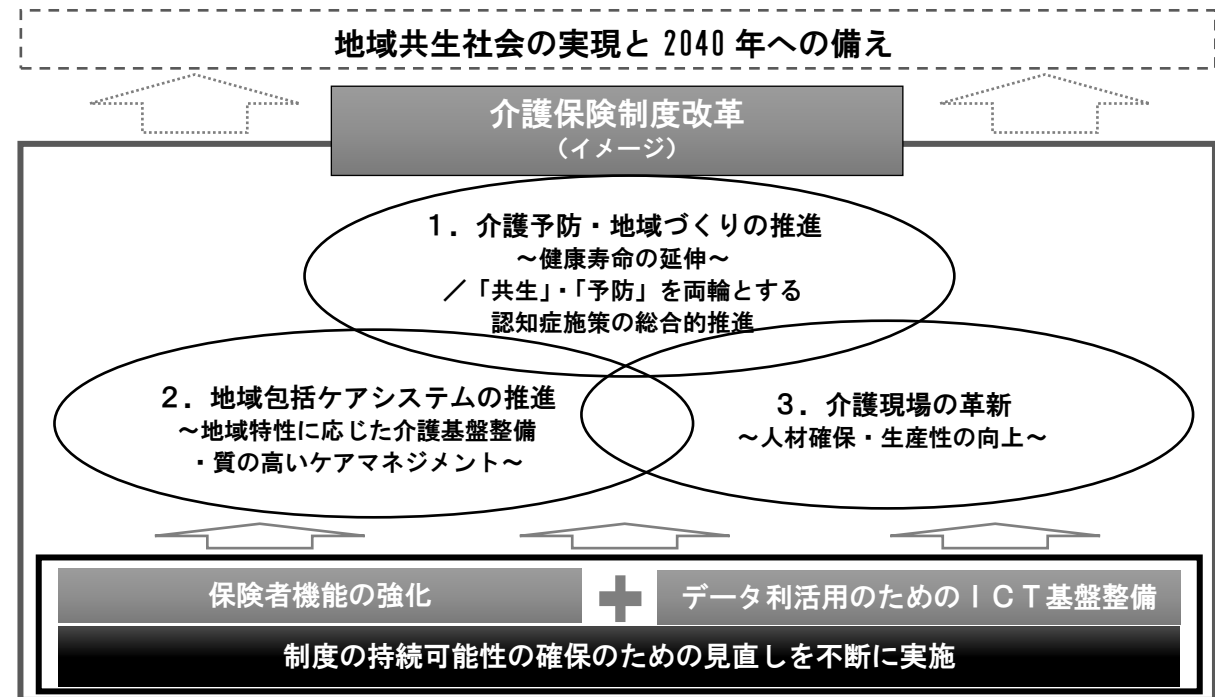 地域共生社会の実現と 2040 年への備え
介護保険制度改革
（イメージ）
１．介護予防・地域づくりの推進
～健康寿命の延伸～
／「共生」・「予防」を両輪とする
認知症施策の総合的推進
２．地域包括ケアシステムの推進
～地域特性に応じた介護基盤整備
・質の高いケアマネジメント～
３．介護現場の革新
～人材確保・生産性の向上～
保険者機能の強化
データ利活用のためのＩＣＴ基盤整備
制度の持続可能性の確保のための見直しを不断に実施